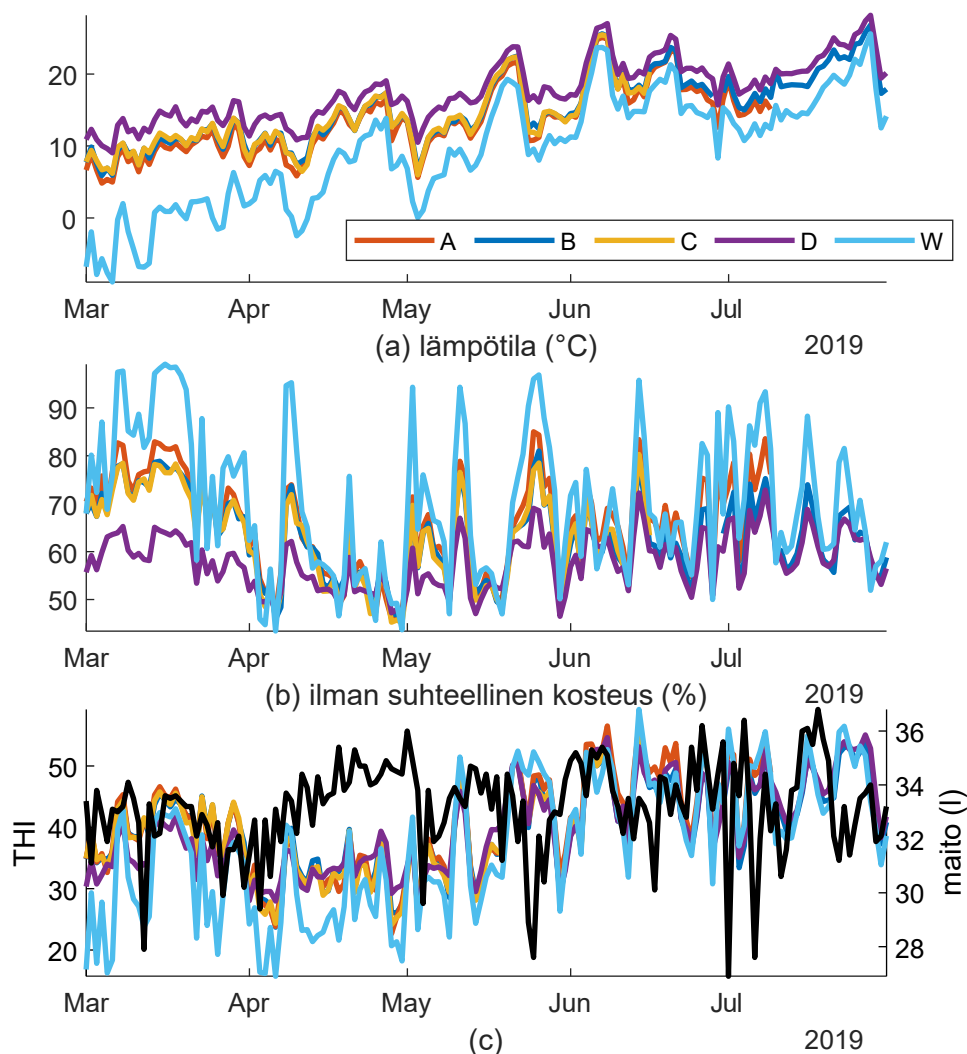 20
10
0
A B C D W
Mar Apr May Jun Jul
(a) lämpötila (°C) 2019
90
80
70
60
50
Mar Apr May Jun Jul
(b) ilman suhteellinen kosteus (%) 2019
50
40
30
20
THI
36
34
32
30
28
maito (l)
Mar Apr May Jun Jul
(c) 2019